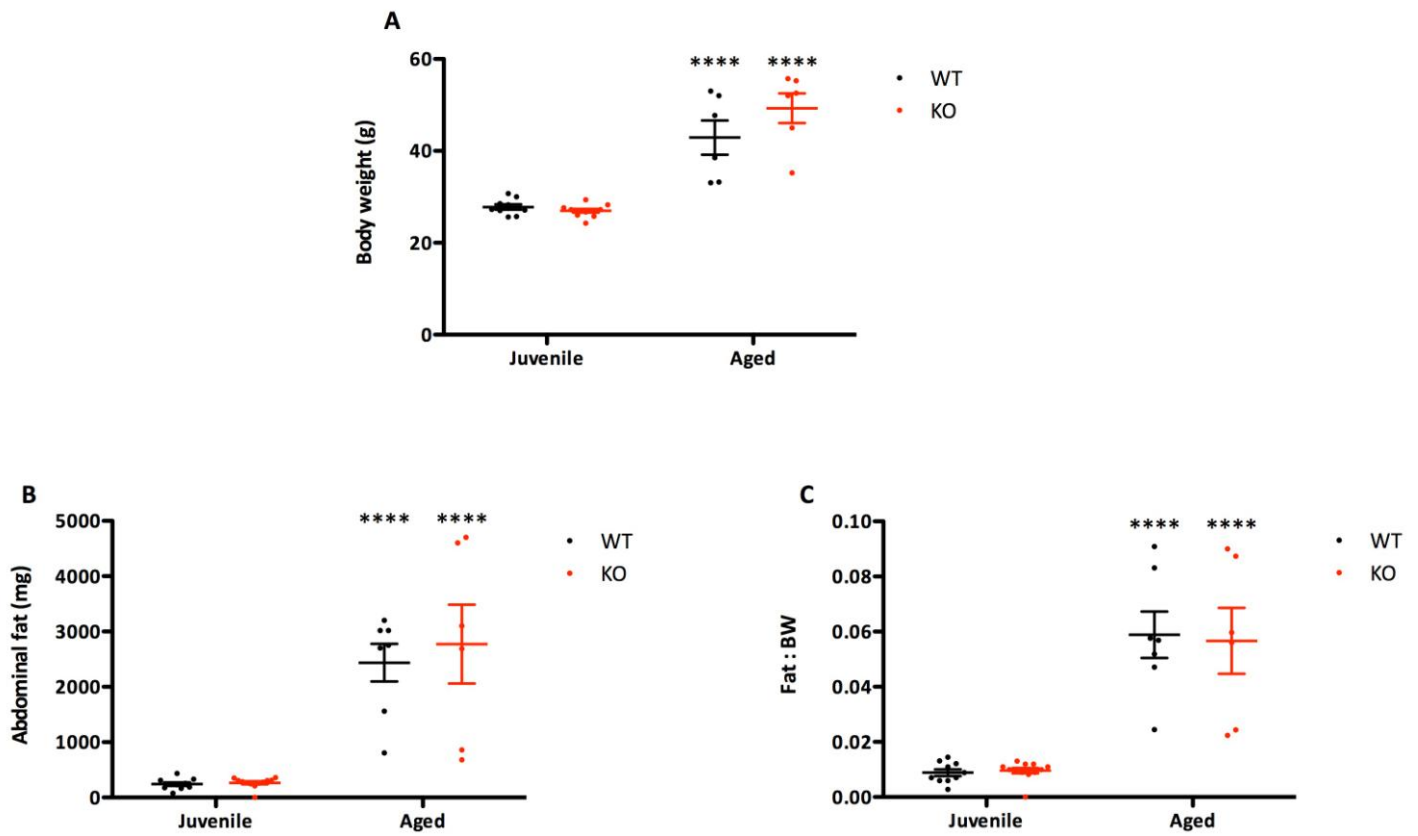 A
60
40
20
0
Body weight (g)
**** ****
WT
KO
Juvenile Aged
B
5000
4000
3000
2000
1000
0
Abdominal fat (mg)
**** ****
WT
KO
Juvenile Aged
C
0.10
0.08
0.06
0.04
0.02
0.00
Fat : BW
**** ****
WT
KO
Juvenile Aged